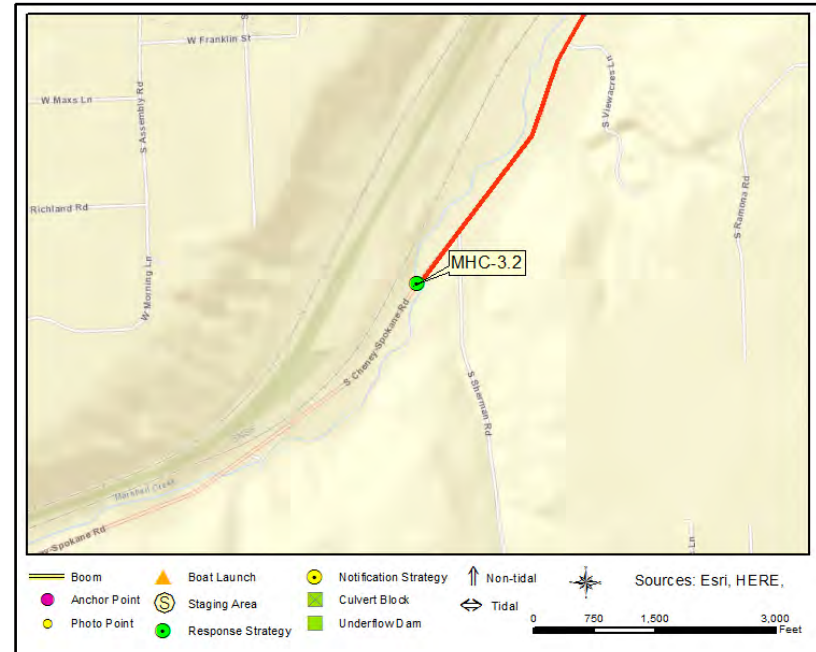 W Franklin St
W Maxs Ln
S Assembly Rd
S Viewacres Ln
S Ramona Rd
Richland Rd
W Morning Ln
MHC-3.2
S Cheney-Spokane Rd
S Sherman Rd
Marshall Creek
ey-Spokane Rd
Ln
Boom
Boat Launch
Notification Strategy
Non-tidal
Sources: Esri, HERE,
Anchor Point
Staging Area
S
Culvert Block
Tidal
Photo Point
Response Strategy
Underflow Dam
0 750 1,500 3,000
Feet